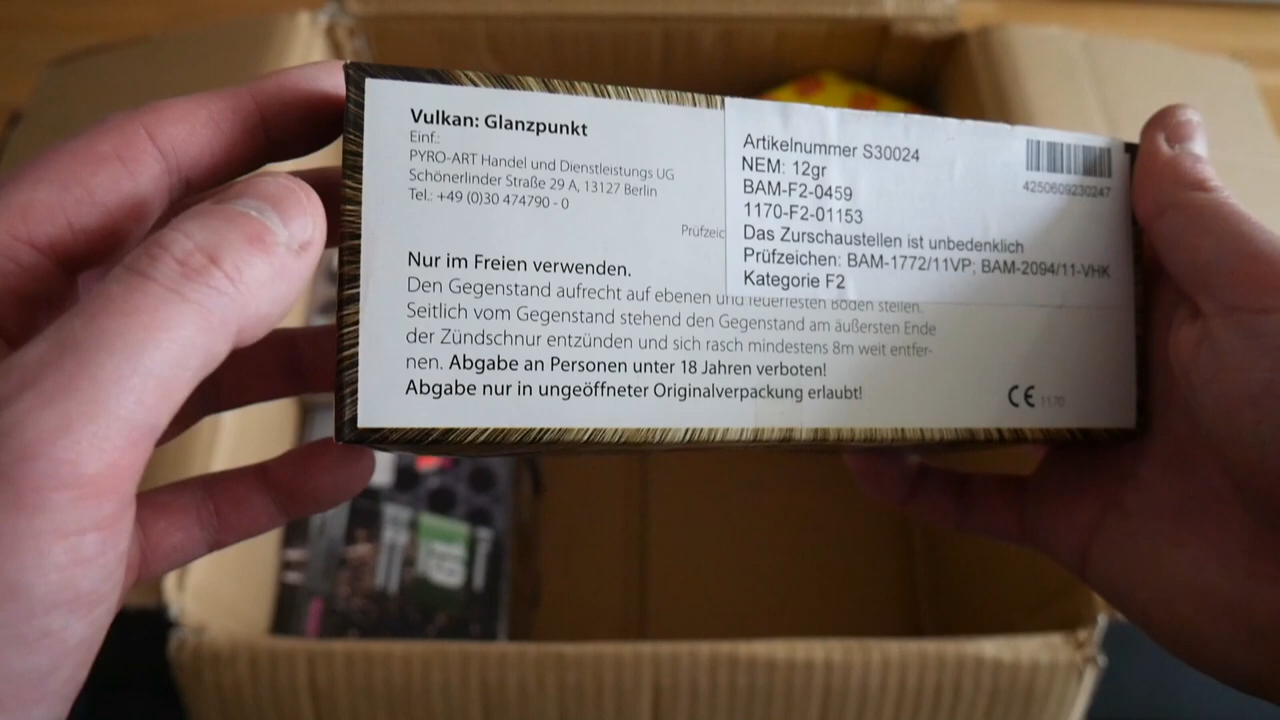 Vulkan: Glanzpunkt
Einf.:
PYRO-ART Handel und Dienstleistungs UG
Schönerlinder Straße 29 A, 13127 Berlin
Tel.: +49 (0)30 474790 - 0
Prüfzeic
Artikelnummer S30024
NEM: 12gr
BAM-F2-0459
1170-F2-01153
Das Zurschaustellen ist unbedenklich
Prüfzeichen: BAM-1772/11VP; BAM-2094/11-VHK
Kategorie F2
4250609230247
Nur im Freien verwenden.
Den Gegenstand aufrecht auf ebenen und feuerfesten Boden stellen.
Seitlich vom Gegenstand stehend den Gegenstand am äußersten Ende
der Zündschnur entzünden und sich rasch mindestens 8m weit entfer-
nen. Abgabe an Personen unter 18 Jahren verboten!
Abgabe nur in ungeöffneter Originalverpackung erlaubt!
CE 1170